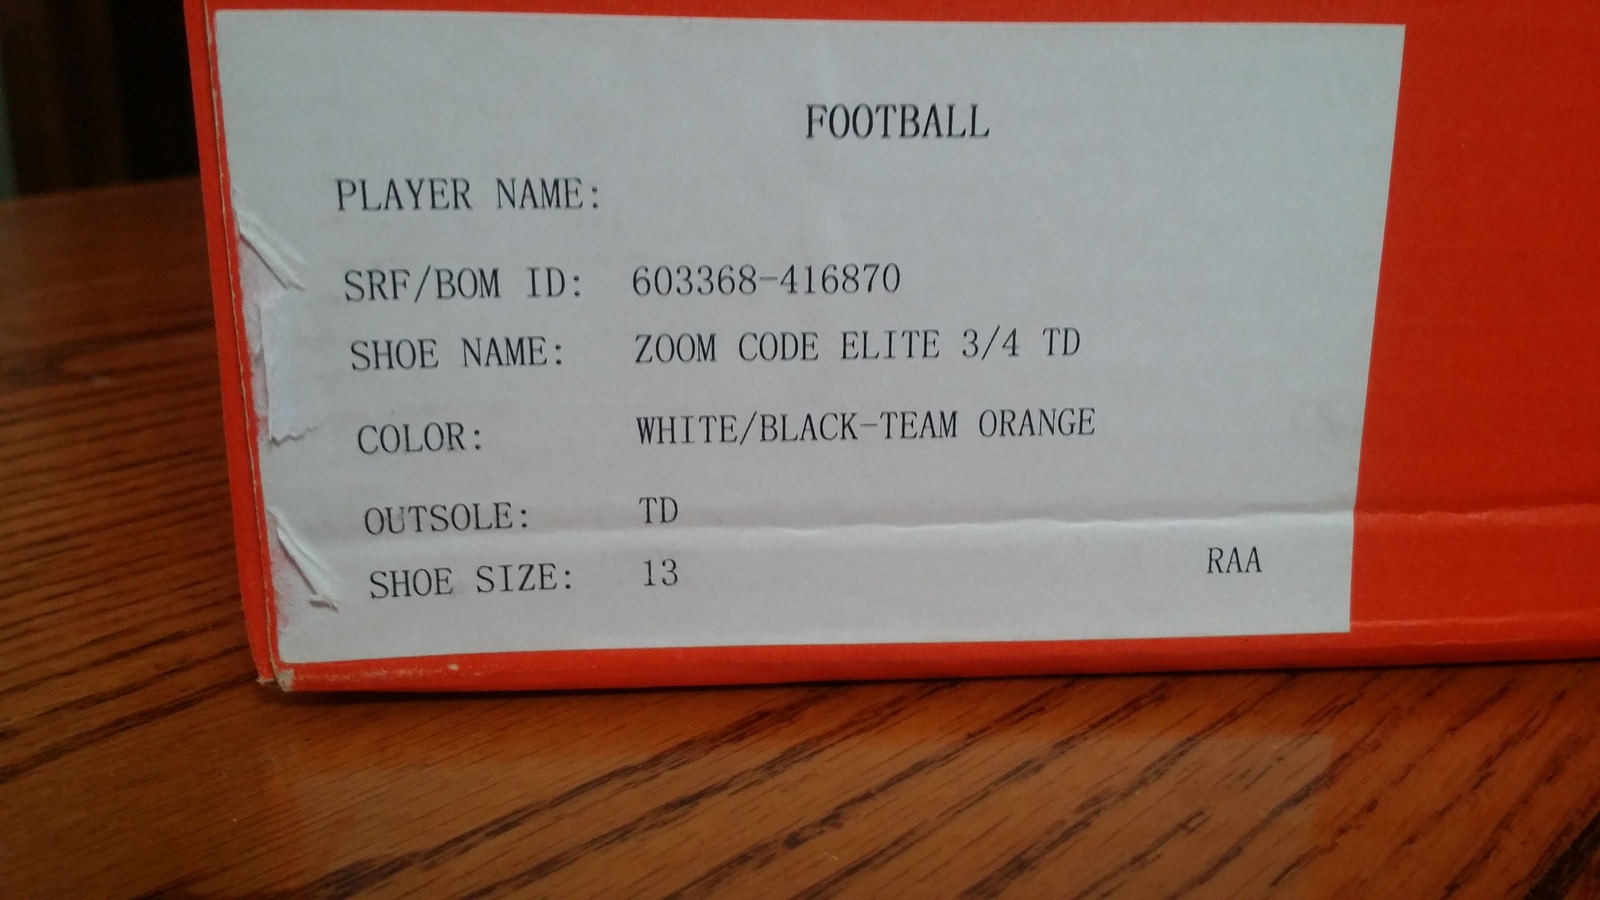 FOOTBALL
PLAYER NAME:
SRF/BOM ID: 603368-416870
SHOE NAME: ZOOM CODE ELITE 3/4 TD
COLOR: WHITE/BLACK-TEAM ORANGE
OUTSOLE: TD
SHOE SIZE: 13 RAA